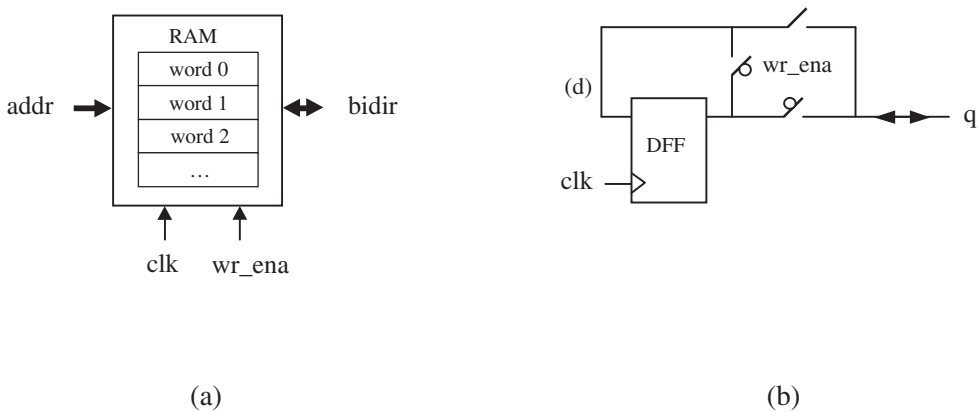 RAM
word 0
word 1
word 2
...
addr
bidir
clk
wr_ena
(a)
(d)
wr_ena
DFF
clk
q
(b)